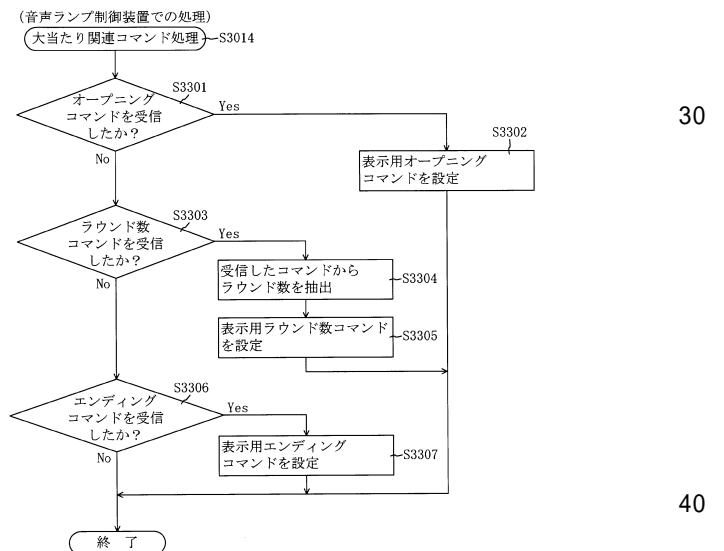 (音声ランプ制御装置での処理)
大当たり関連コマンド処理
S3014
オープニング
コマンドを受信
したか?
S3301
Yes
No
30
S3302
表示用オープニング
コマンドを設定
ラウンド数
コマンドを受信
したか?
S3303
Yes
No
受信したコマンドから
ラウンド数を抽出
S3304
表示用ラウンド数コマンド
を設定
S3305
エンディング
コマンドを受信
したか?
S3306
Yes
No
表示用エンディング
コマンドを設定
S3307
40
終 了